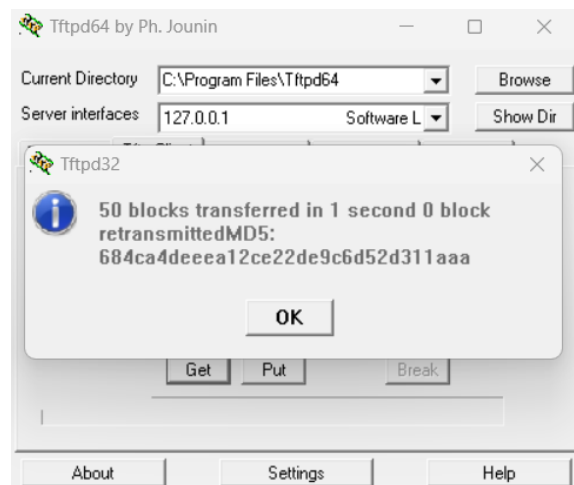 Tftpd64 by Ph. Jounin
Current Directory C:\Program Files\Tftpd64 Browse
Server interfaces 127.0.0.1 Software L Show Dir
Tftpd32
50 blocks transferred in 1 second 0 block
retransmittedMD5:
684ca4deeea12ce22de9c6d52d311aaa
OK
Get Put Break
About Settings Help